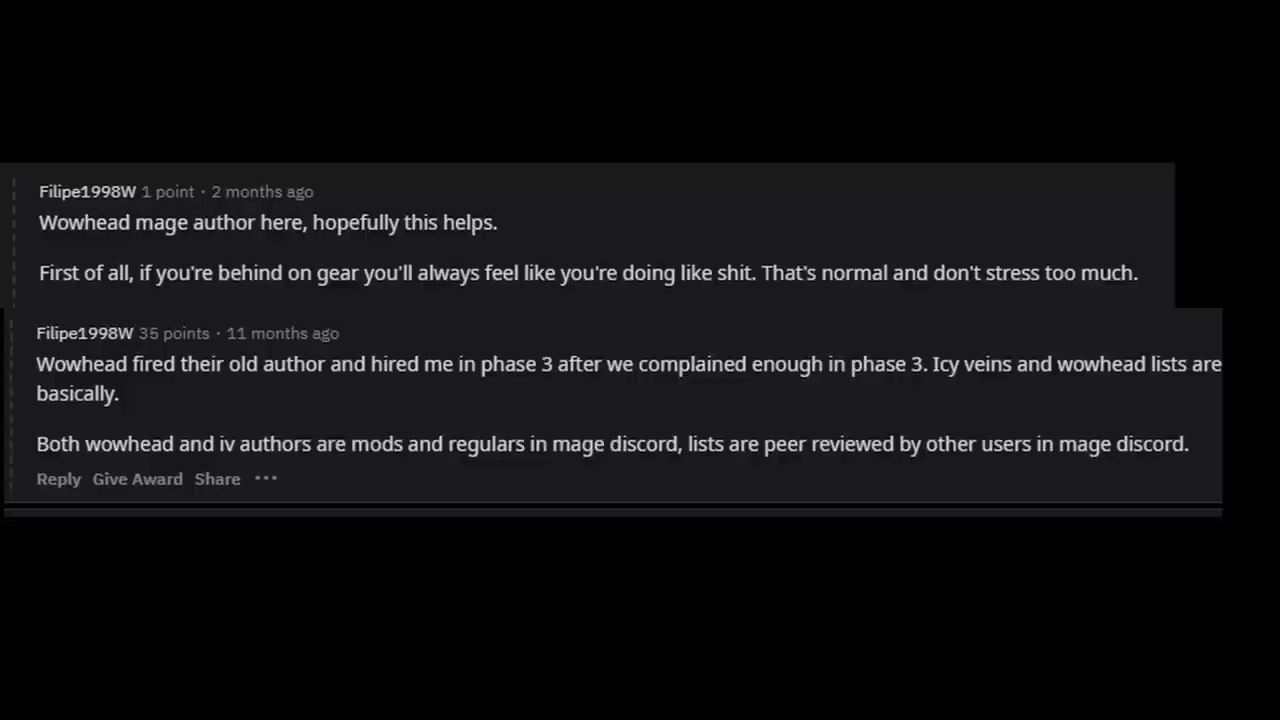 Filipe1998W 1 point · 2 months ago
Wowhead mage author here, hopefully this helps.
First of all, if you're behind on gear you'll always feel like you're doing like shit. That's normal and don't stress too much.
Filipe1998W 35 points · 11 months ago
Wowhead fired their old author and hired me in phase 3 after we complained enough in phase 3. Icy veins and wowhead lists are
basically.
Both wowhead and iv authors are mods and regulars in mage discord, lists are peer reviewed by other users in mage discord.
Reply Give Award Share •••